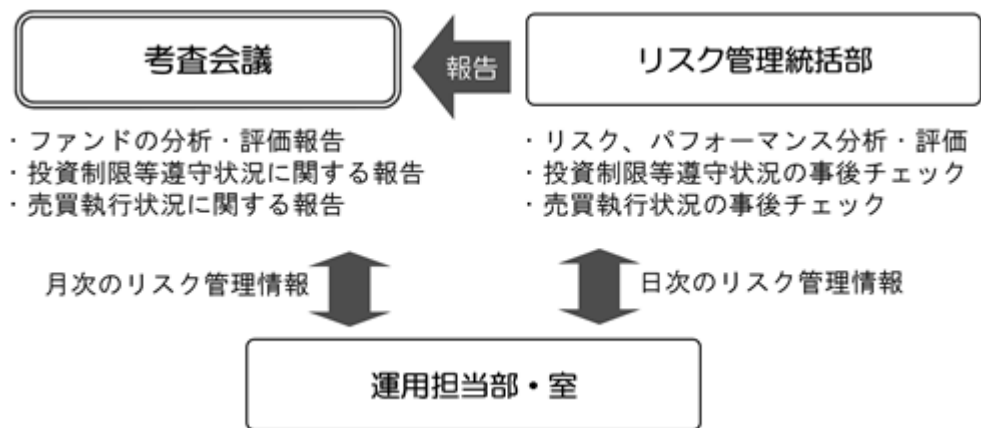 考査会議
報告
リスク管理統括部
・ファンドの分析・評価報告
・投資制限等遵守状況に関する報告
・売買執行状況に関する報告
・リスク、パフォーマンス分析・評価
・投資制限等遵守状況の事後チェック
・売買執行状況の事後チェック
月次のリスク管理情報
日次のリスク管理情報
運用担当部・室